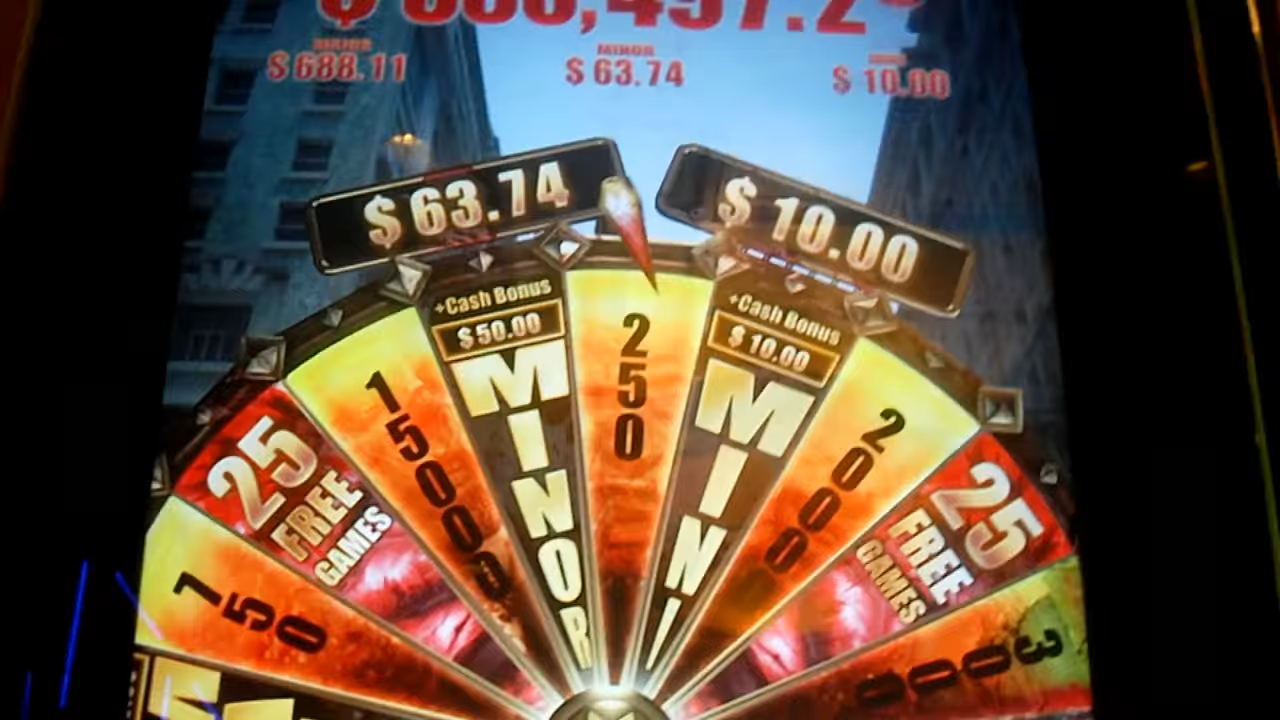 MAJOR
$ 688.11
MINOR
$ 63.74
$ 10.00
$ 63.74
$ 10.00
750
25
FREE
GAMES
+Cash Bonus
$ 50.00
MINOR
250
+Cash Bonus
$ 10.00
MINI
2000
25
FREE
GAMES
3000